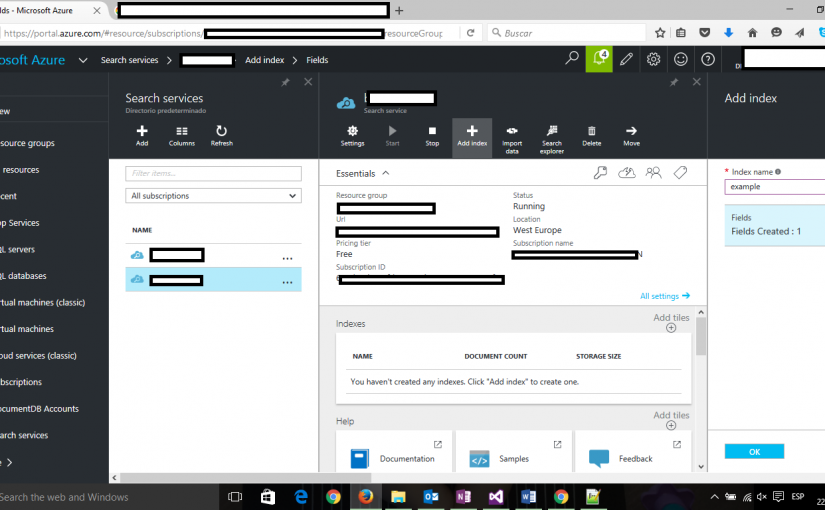 lds - Microsoft Azure
https://portal.azure.com/#resource/subscriptions/
resourceGroup
Buscar
osoft Azure
Search services
Add index
Fields
4
ew
source groups
resources
cent
p Services
QL servers
QL databases
rtual machines (classic)
rtual machines
oud services (classic)
bscriptions
ocumentDB Accounts
arch services
Search services
Directorio predeterminado
Add
Columns
Refresh
Filter items...
All subscriptions
NAME
Search service
Settings
Start
Stop
Add index
Import data
Search explorer
Delete
Move
Essentials
Resource group
Status
Running
Url
Location
West Europe
Pricing tier
Free
Subscription name
N
Subscription ID
All settings
Indexes
Add tiles
NAME
DOCUMENT COUNT
STORAGE SIZE
You haven't created any indexes. Click "Add index" to create one.
Help
Add tiles
Documentation
Samples
Feedback
Add index
* Index name
example
Fields
Fields Created : 1
OK
Search the web and Windows
ESP
22